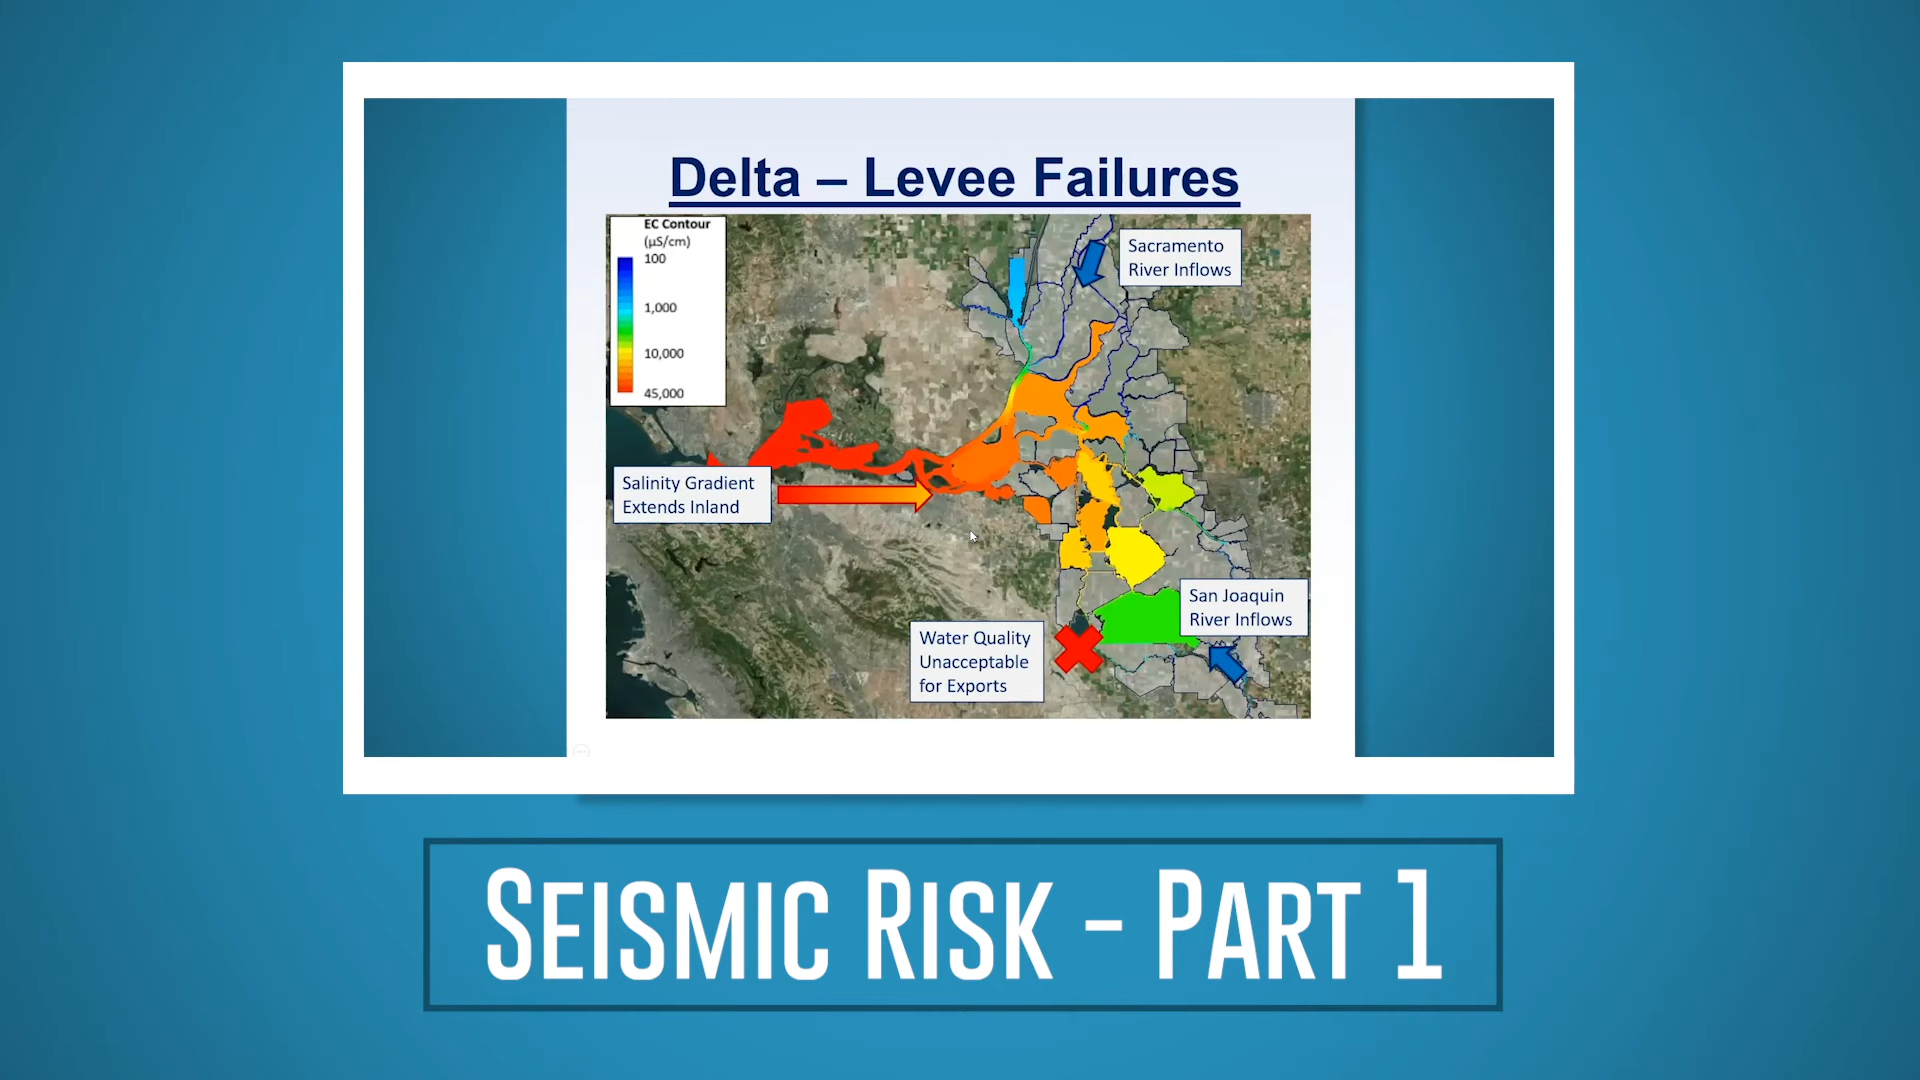 Delta – Levee Failures
EC Contour
(µS/cm)
100
1,000
10,000
45,000
Sacramento
River Inflows
Salinity Gradient
Extends Inland
San Joaquin
River Inflows
Water Quality
Unacceptable
for Exports
SEISMIC RISK - PART 1